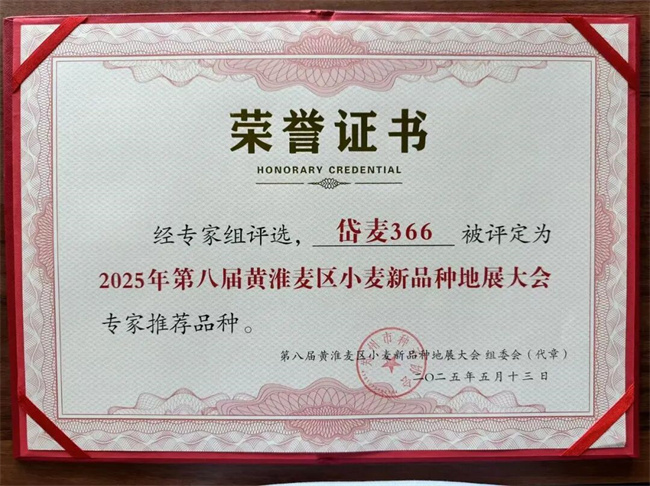 荣誉证书
HONORARY CREDENTIAL
经专家组评选，岱麦366被评定为
2025年第八届黄淮麦区小麦新品种地展大会
专家推荐品种。
第八届黄淮麦区小麦新品种地展大会 组委会（代章）
二〇二五年五月十三日